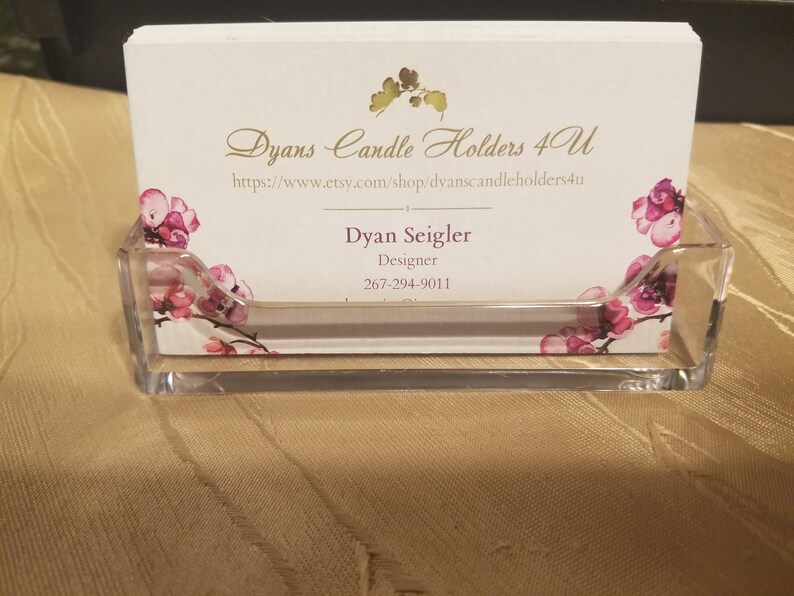 Dyans Candle Holders 4U
https://www.etsy.com/shop/dyanscandleholders4u
Dyan Seigler
Designer
267-294-9011